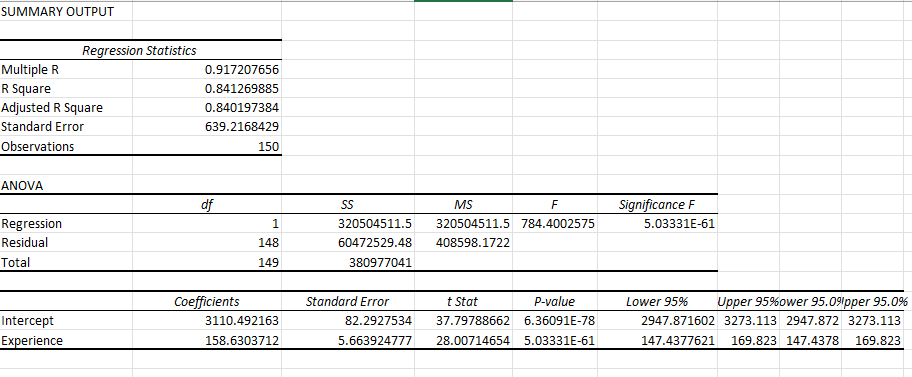 SUMMARY OUTPUT
Regression Statistics
Multiple R 0.917207656
R Square 0.841269885
Adjusted R Square 0.840197384
Standard Error 639.2168429
Observations 150
ANOVA
df SS MS F Significance F
Regression 1 320504511.5 320504511.5 784.4002575 5.03331E-61
Residual 148 60472529.48 408598.1722
Total 149 380977041
Coefficients Standard Error t Stat P-value Lower 95% Upper 95% ower 95.0% pper 95.0%
Intercept 3110.492163 82.2927534 37.79788662 6.36091E-78 2947.871602 3273.113 2947.872 3273.113
Experience 158.6303712 5.663924777 28.00714654 5.03331E-61 147.4377621 169.823 147.4378 169.823